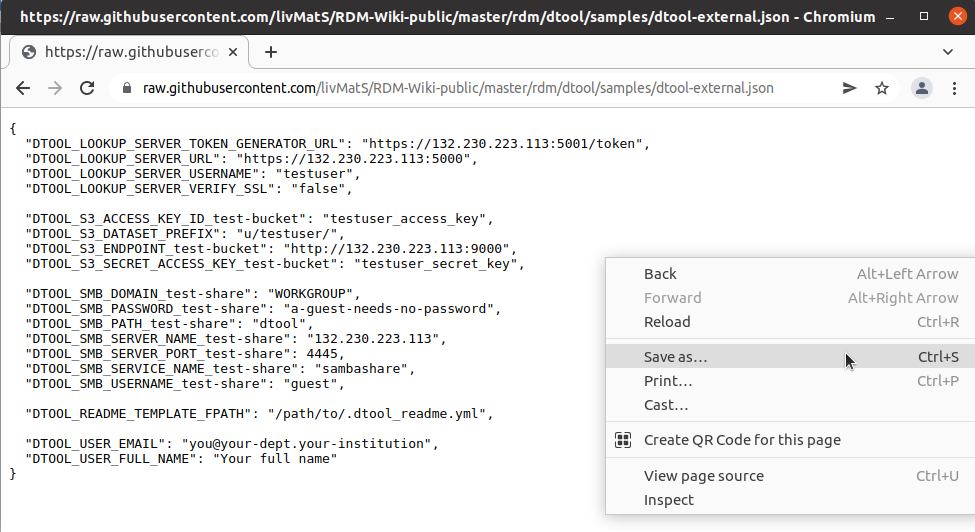 https://raw.githubusercontent.com/livMatS/RDM-Wiki-public/master/rdm/dtool/samples/dtool-external.json - Chromium
https://raw.githubuserco
raw.githubusercontent.com/livMatS/RDM-Wiki-public/master/rdm/dtool/samples/dtool-external.json
{
  "DTOOL_LOOKUP_SERVER_TOKEN_GENERATOR_URL": "https://132.230.223.113:5001/token",
  "DTOOL_LOOKUP_SERVER_URL": "https://132.230.223.113:5000",
  "DTOOL_LOOKUP_SERVER_USERNAME": "testuser",
  "DTOOL_LOOKUP_SERVER_VERIFY_SSL": "false",
  "DTOOL_S3_ACCESS_KEY_ID_test-bucket": "testuser_access_key",
  "DTOOL_S3_DATASET_PREFIX": "u/testuser/",
  "DTOOL_S3_ENDPOINT_test-bucket": "http://132.230.223.113:9000",
  "DTOOL_S3_SECRET_ACCESS_KEY_test-bucket": "testuser_secret_key",
  "DTOOL_SMB_DOMAIN_test-share": "WORKGROUP",
  "DTOOL_SMB_PASSWORD_test-share": "a-guest-needs-no-password",
  "DTOOL_SMB_PATH_test-share": "dtool",
  "DTOOL_SMB_SERVER_NAME_test-share": "132.230.223.113",
  "DTOOL_SMB_SERVER_PORT_test-share": 4445,
  "DTOOL_SMB_SERVICE_NAME_test-share": "sambashare",
  "DTOOL_SMB_USERNAME_test-share": "guest",
  "DTOOL_README_TEMPLATE_FPATH": "/path/to/.dtool_readme.yml",
  "DTOOL_USER_EMAIL": "you@your-dept.your-institution",
  "DTOOL_USER_FULL_NAME": "Your full name"
}
Back Alt+Left Arrow
Forward Alt+Right Arrow
Reload Ctrl+R
Save as… Ctrl+S
Print… Ctrl+P
Cast…
Create QR Code for this page
View page source Ctrl+U
Inspect